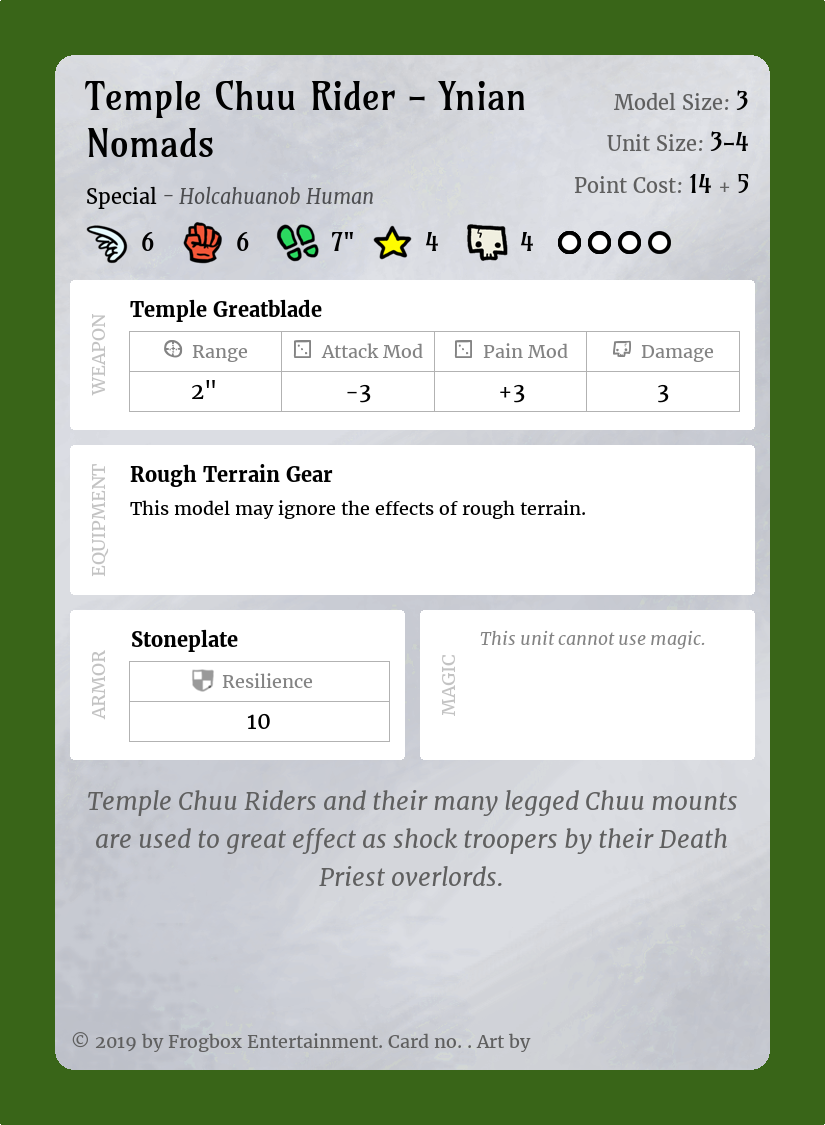 Temple Chuu Rider – Ynian
Nomads
Model Size: 3
Unit Size: 3-4
Point Cost: 14 + 5
Special - Holcahuanob Human
6 6 7" 4 4
WEAPON
Temple Greatblade
Range Attack Mod Pain Mod Damage
2" -3 +3 3
EQUIPMENT
Rough Terrain Gear
This model may ignore the effects of rough terrain.
ARMOR
Stoneplate
Resilience
10
MAGIC
This unit cannot use magic.
Temple Chuu Riders and their many legged Chuu mounts
are used to great effect as shock troopers by their Death
Priest overlords.
© 2019 by Frogbox Entertainment. Card no. . Art by